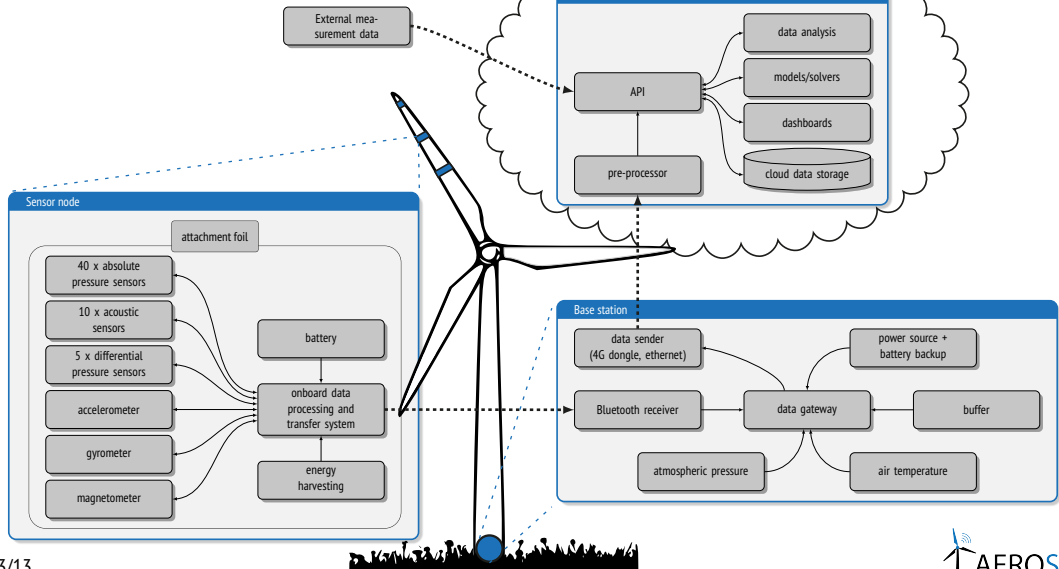 External mea-
surement data
data analysis
models/solvers
API
dashboards
pre-processor
cloud data storage
Sensor node
attachment foil
40 x absolute
pressure sensors
10 x acoustic
sensors
5 x differential
pressure sensors
accelerometer
gyrometer
magnetometer
battery
onboard data
processing and
transfer system
energy
harvesting
Base station
data sender
(4G dongle, ethernet)
power source +
battery backup
Bluetooth receiver
data gateway
buffer
atmospheric pressure
air temperature
3/13
AEROS